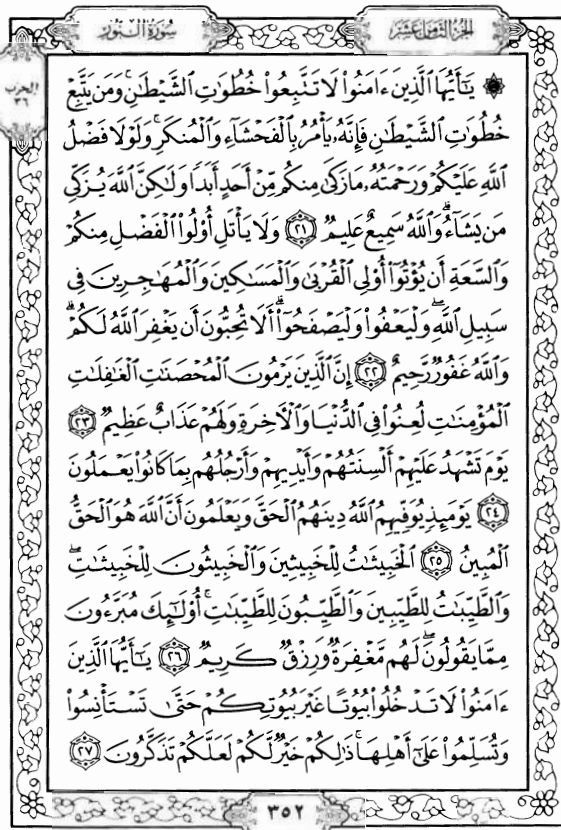 الجزء الثامن عشر
سورة النور
الحزب
٣٦
۞ يَٰٓأَيُّهَا ٱلَّذِينَ ءَامَنُوا۟ لَا تَتَّبِعُوا۟ خُطُوَٰتِ ٱلشَّيْطَٰنِ ۚ وَمَن يَتَّبِعْ
خُطُوَٰتِ ٱلشَّيْطَٰنِ فَإِنَّهُۥ يَأْمُرُ بِٱلْفَحْشَآءِ وَٱلْمُنكَرِ ۚ وَلَوْلَا فَضْلُ
ٱللَّهِ عَلَيْكُمْ وَرَحْمَتُهُۥ مَا زَكَىٰ مِنكُم مِّنْ أَحَدٍ أَبَدًا وَلَٰكِنَّ ٱللَّهَ يُزَكِّى
مَن يَشَآءُ ۗ وَٱللَّهُ سَمِيعٌ عَلِيمٌ ﴿٢١﴾ وَلَا يَأْتَلِ أُو۟لُوا۟ ٱلْفَضْلِ مِنكُمْ
وَٱلسَّعَةِ أَن يُؤْتُوٓا۟ أُو۟لِى ٱلْقُرْبَىٰ وَٱلْمَسَٰكِينَ وَٱلْمُهَٰجِرِينَ فِى
سَبِيلِ ٱللَّهِ ۖ وَلْيَعْفُوا۟ وَلْيَصْفَحُوٓا۟ ۗ أَلَا تُحِبُّونَ أَن يَغْفِرَ ٱللَّهُ لَكُمْ ۗ
وَٱللَّهُ غَفُورٌ رَّحِيمٌ ﴿٢٢﴾ إِنَّ ٱلَّذِينَ يَرْمُونَ ٱلْمُحْصَنَٰتِ ٱلْغَٰفِلَٰتِ
ٱلْمُؤْمِنَٰتِ لُعِنُوا۟ فِى ٱلدُّنْيَا وَٱلْءَاخِرَةِ وَلَهُمْ عَذَابٌ عَظِيمٌ ﴿٢٣﴾
يَوْمَ تَشْهَدُ عَلَيْهِمْ أَلْسِنَتُهُمْ وَأَيْدِيهِمْ وَأَرْجُلُهُم بِمَا كَانُوا۟ يَعْمَلُونَ
﴿٢٤﴾ يَوْمَئِذٍ يُوَفِّيهِمُ ٱللَّهُ دِينَهُمُ ٱلْحَقَّ وَيَعْلَمُونَ أَنَّ ٱللَّهَ هُوَ ٱلْحَقُّ
ٱلْمُبِينُ ﴿٢٥﴾ ٱلْخَبِيثَٰتُ لِلْخَبِيثِينَ وَٱلْخَبِيثُونَ لِلْخَبِيثَٰتِ ۖ
وَٱلطَّيِّبَٰتُ لِلطَّيِّبِينَ وَٱلطَّيِّبُونَ لِلطَّيِّبَٰتِ ۚ أُو۟لَٰٓئِكَ مُبَرَّءُونَ
مِمَّا يَقُولُونَ ۖ لَهُم مَّغْفِرَةٌ وَرِزْقٌ كَرِيمٌ ﴿٢٦﴾ يَٰٓأَيُّهَا ٱلَّذِينَ
ءَامَنُوا۟ لَا تَدْخُلُوا۟ بُيُوتًا غَيْرَ بُيُوتِكُمْ حَتَّىٰ تَسْتَأْنِسُوا۟
وَتُسَلِّمُوا۟ عَلَىٰٓ أَهْلِهَا ۚ ذَٰلِكُمْ خَيْرٌ لَّكُمْ لَعَلَّكُمْ تَذَكَّرُونَ ﴿٢٧﴾
٣٥٢